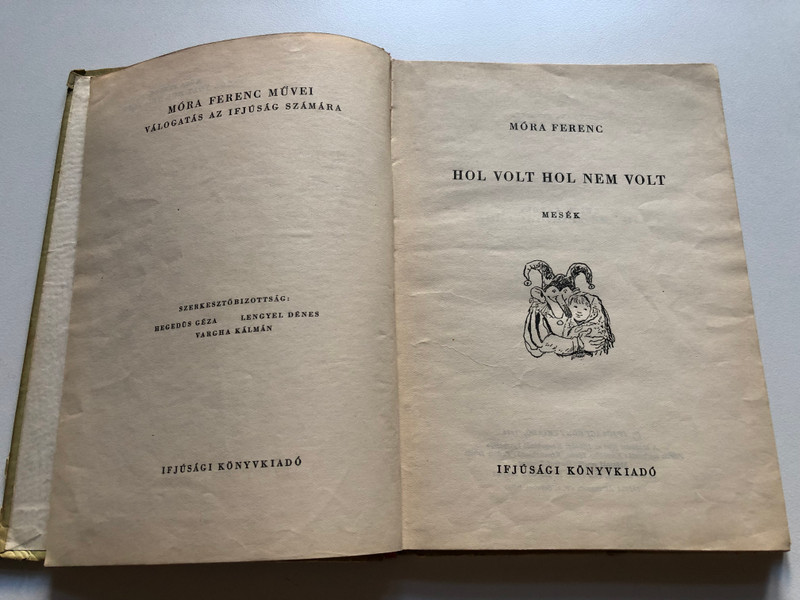 MÓRA FERENC MŰVEI
VÁLOGATÁS AZ IFJÚSÁG SZÁMÁRA
SZERKESZTŐBIZOTTSÁG:
HEGEDÜS GÉZA LENGYEL DÉNES
VARGHA KÁLMÁN
IFJÚSÁGI KÖNYVKIADÓ
MÓRA FERENC
HOL VOLT HOL NEM VOLT
MESÉK
IFJÚSÁGI KÖNYVKIADÓ